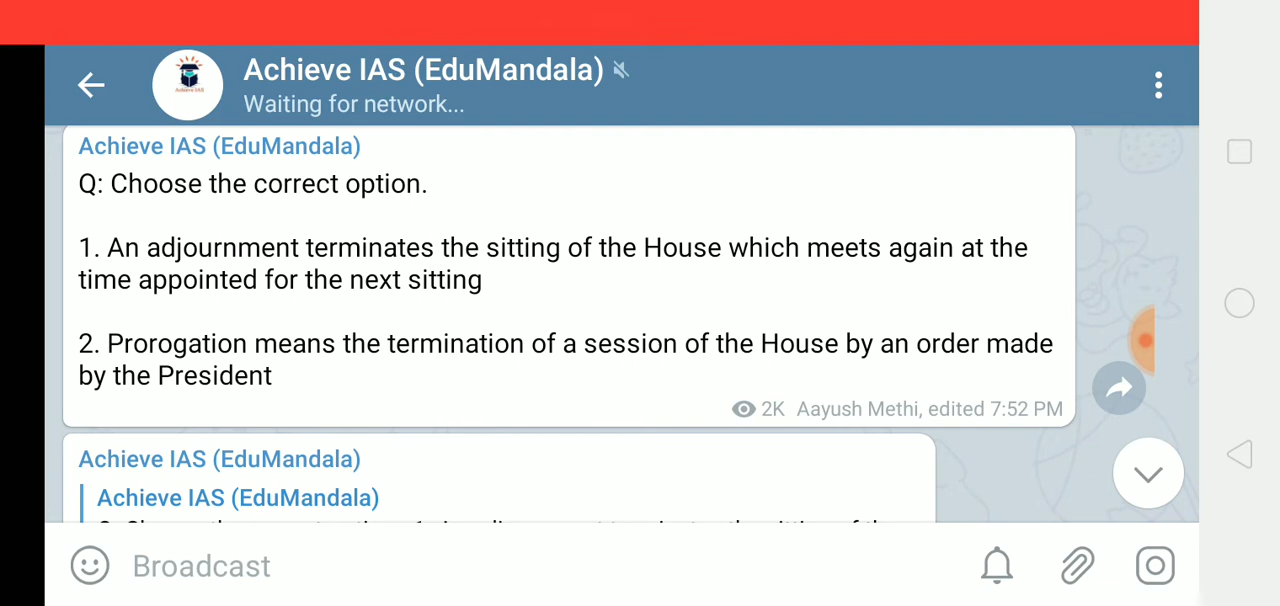 Achieve IAS (EduMandala)
Waiting for network...
Achieve IAS
Achieve IAS (EduMandala)
Q: Choose the correct option.
1. An adjournment terminates the sitting of the House which meets again at the
time appointed for the next sitting
2. Prorogation means the termination of a session of the House by an order made
by the President
2K Aayush Methi, edited 7:52 PM
Achieve IAS (EduMandala)
Achieve IAS (EduMandala)
Broadcast